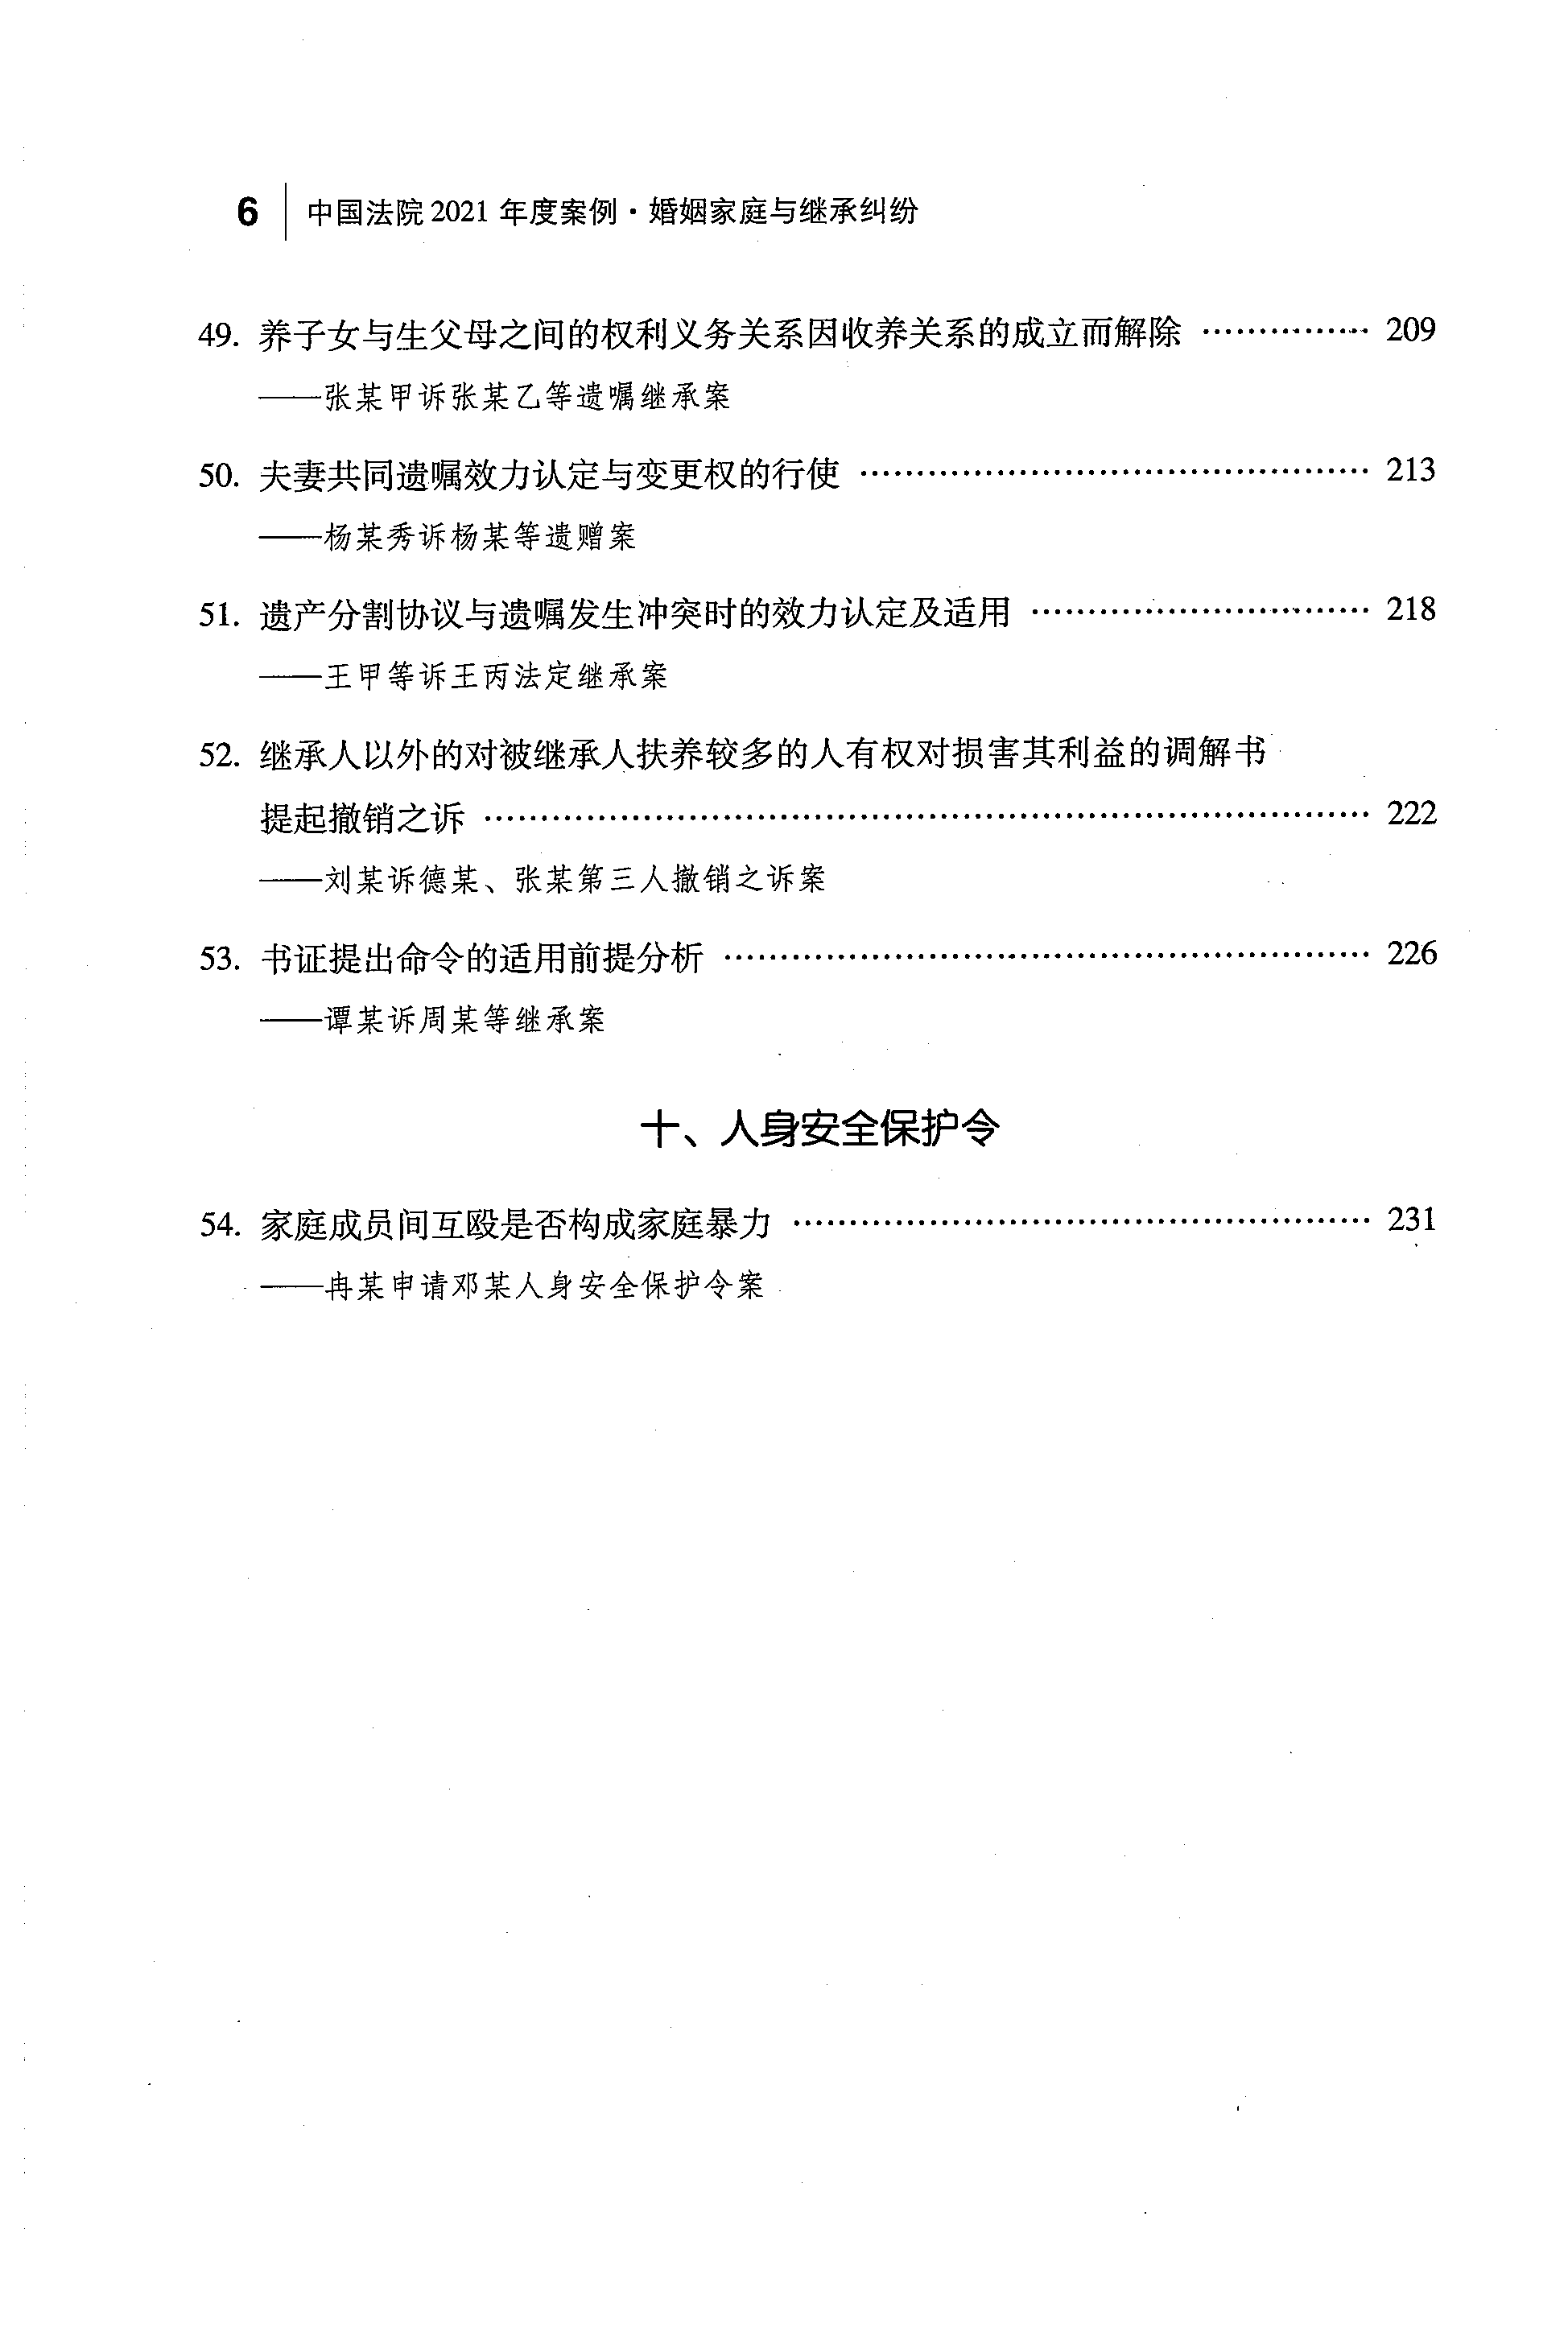 6 | 中国法院 2021 年度案例·婚姻家庭与继承纠纷
49. 养子女与生父母之间的权利义务关系因收养关系的成立而解除 …………… 209
——张某甲诉张某乙等遗嘱继承案
50. 夫妻共同遗嘱效力认定与变更权的行使 ………………………………………… 213
——杨某秀诉杨某等遗赠案
51. 遗产分割协议与遗嘱发生冲突时的效力认定及适用 ………………………… 218
——王甲等诉王丙法定继承案
52. 继承人以外的对被继承人扶养较多的人有权对损害其利益的调解书
提起撤销之诉 ………………………………………………………………………… 222
——刘某诉德某、张某第三人撤销之诉案
53. 书证提出命令的适用前提分析 …………………………………………………… 226
——谭某诉周某等继承案
十、人身安全保护令
54. 家庭成员间互殴是否构成家庭暴力 ……………………………………………… 231
——冉某申请邓某人身安全保护令案